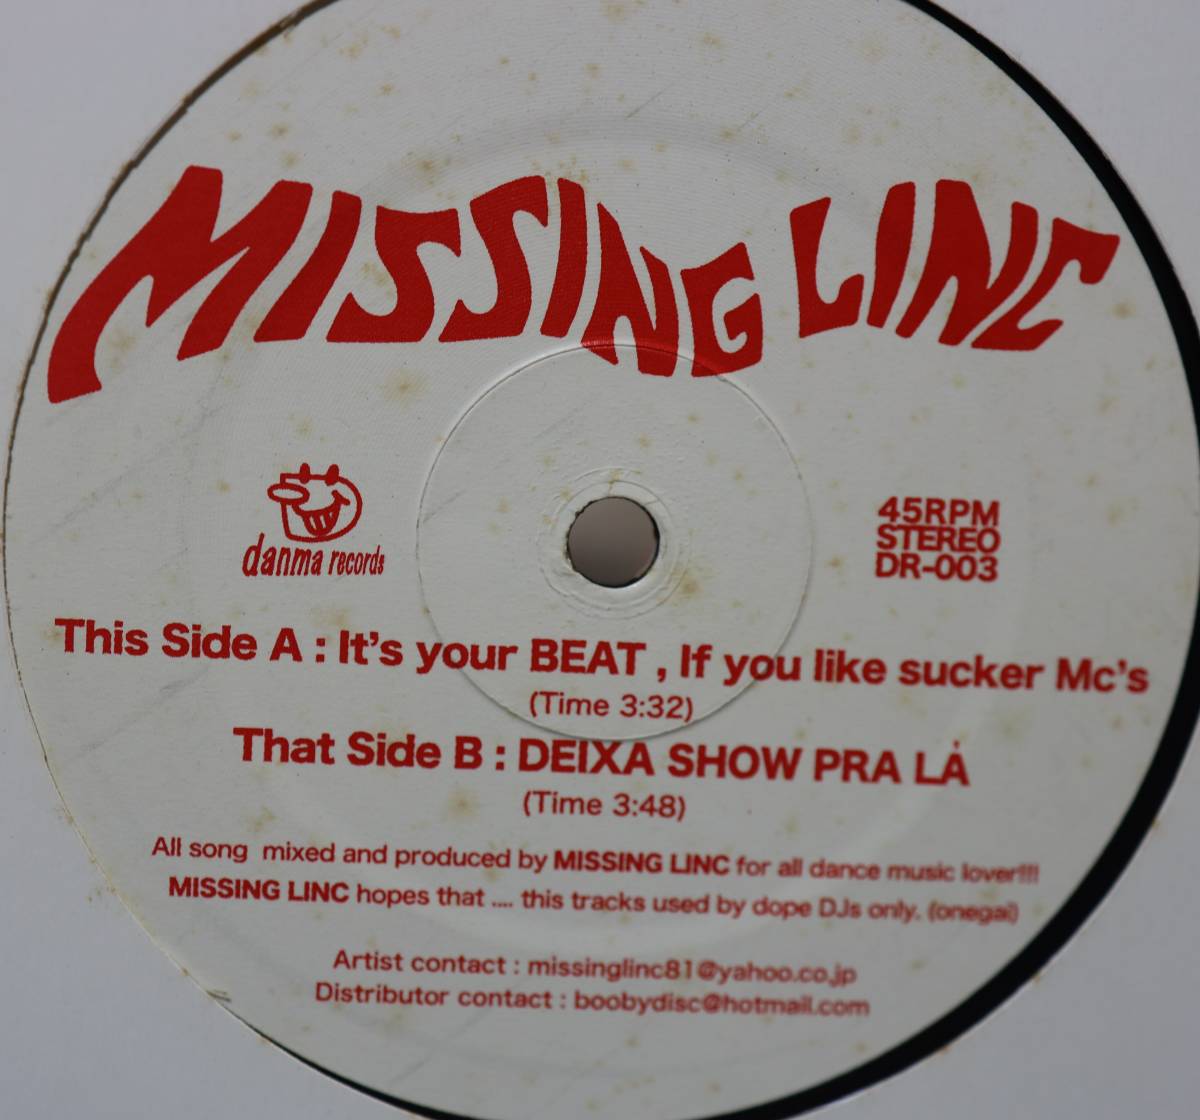 MISSING LINC
danma records
45RPM
STEREO
DR-003
This Side A : It's your BEAT , If you like sucker Mc's
(Time 3:32)
That Side B : DEIXA SHOW PRA LȦ
(Time 3:48)
All song mixed and produced by MISSING LINC for all dance music lover!!!
MISSING LINC hopes that .... this tracks used by dope DJs only. (onegai)
Artist contact : missinglinc81@yahoo.co.jp
Distributor contact : boobydisc@hotmail.com